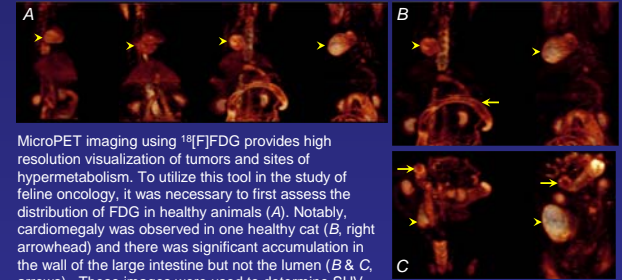 A
B
MicroPET imaging using ¹⁸[F]FDG provides high
resolution visualization of tumors and sites of
hypermetabolism. To utilize this tool in the study of
feline oncology, it was necessary to first assess the
distribution of FDG in healthy animals (A). Notably,
cardiomegaly was observed in one healthy cat (B, right
arrowhead) and there was significant accumulation in
the wall of the large intestine but not the lumen (B & C,
C